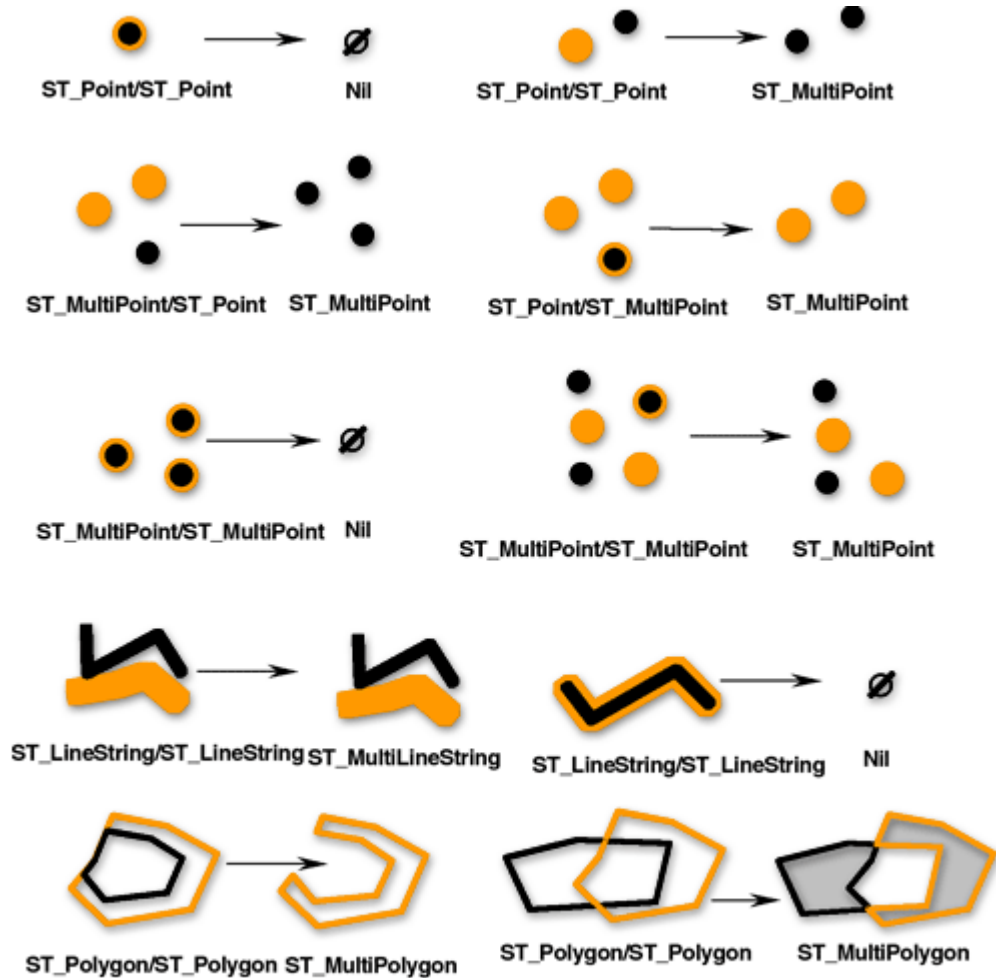 ST_Point/ST_Point Nil
ST_Point/ST_Point ST_MultiPoint
ST_MultiPoint/ST_Point ST_MultiPoint
ST_Point/ST_MultiPoint ST_MultiPoint
ST_MultiPoint/ST_MultiPoint Nil
ST_MultiPoint/ST_MultiPoint ST_MultiPoint
ST_LineString/ST_LineString ST_MultiLineString
ST_LineString/ST_LineString Nil
ST_Polygon/ST_Polygon ST_MultiPolygon
ST_Polygon/ST_Polygon ST_MultiPolygon